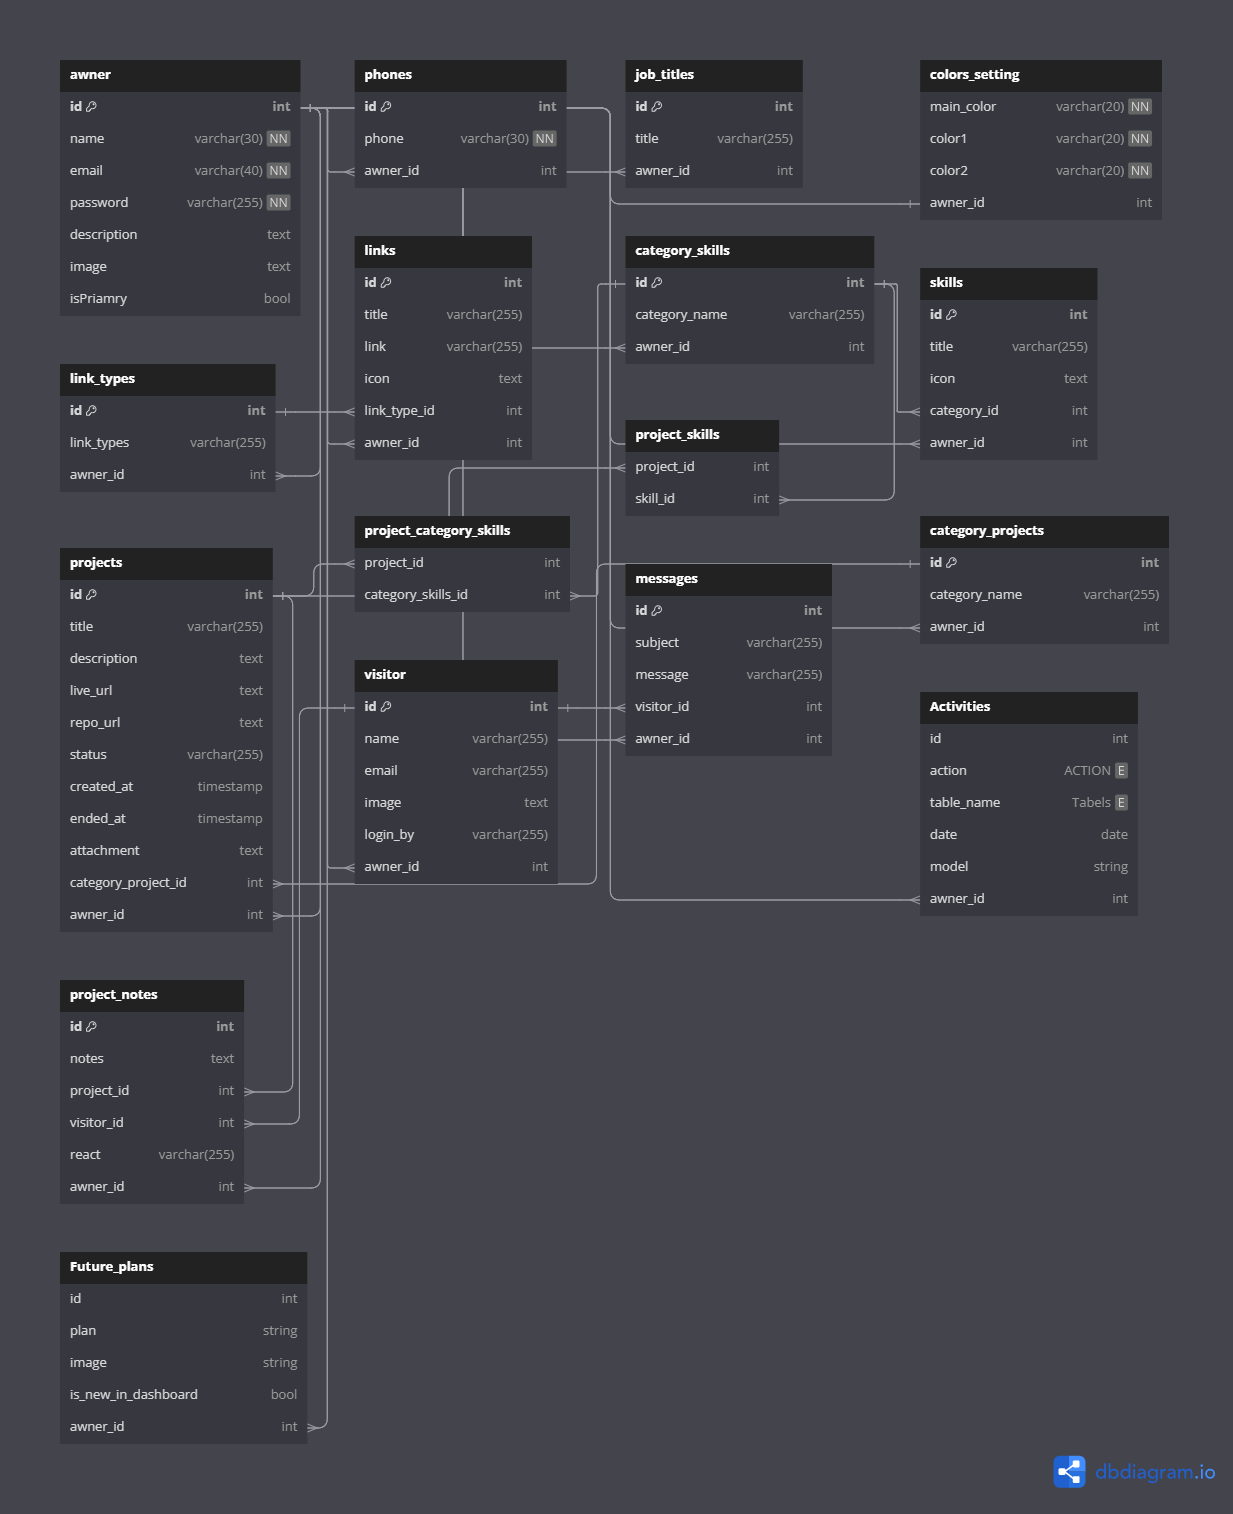 awner
id int
name varchar(30) NN
email varchar(40) NN
password varchar(255) NN
description text
image text
isPriamry bool
phones
id int
phone varchar(30) NN
awner_id int
job_titles
id int
title varchar(255)
awner_id int
colors_setting
main_color varchar(20) NN
color1 varchar(20) NN
color2 varchar(20) NN
awner_id int
links
id int
title varchar(255)
link varchar(255)
icon text
link_type_id int
awner_id int
category_skills
id int
category_name varchar(255)
awner_id int
skills
id int
title varchar(255)
icon text
category_id int
awner_id int
link_types
id int
link_types varchar(255)
awner_id int
project_skills
project_id int
skill_id int
project_category_skills
project_id int
category_skills_id int
category_projects
id int
category_name varchar(255)
awner_id int
projects
id int
title varchar(255)
description text
live_url text
repo_url text
status varchar(255)
created_at timestamp
ended_at timestamp
attachment text
category_project_id int
awner_id int
messages
id int
subject varchar(255)
message varchar(255)
visitor_id int
awner_id int
visitor
id int
name varchar(255)
email varchar(255)
image text
login_by varchar(255)
awner_id int
Activities
id int
action ACTION E
table_name Tabels E
date date
model string
awner_id int
project_notes
id int
notes text
project_id int
visitor_id int
react varchar(255)
awner_id int
Future_plans
id int
plan string
image string
is_new_in_dashboard bool
awner_id int
dbdiagram.io